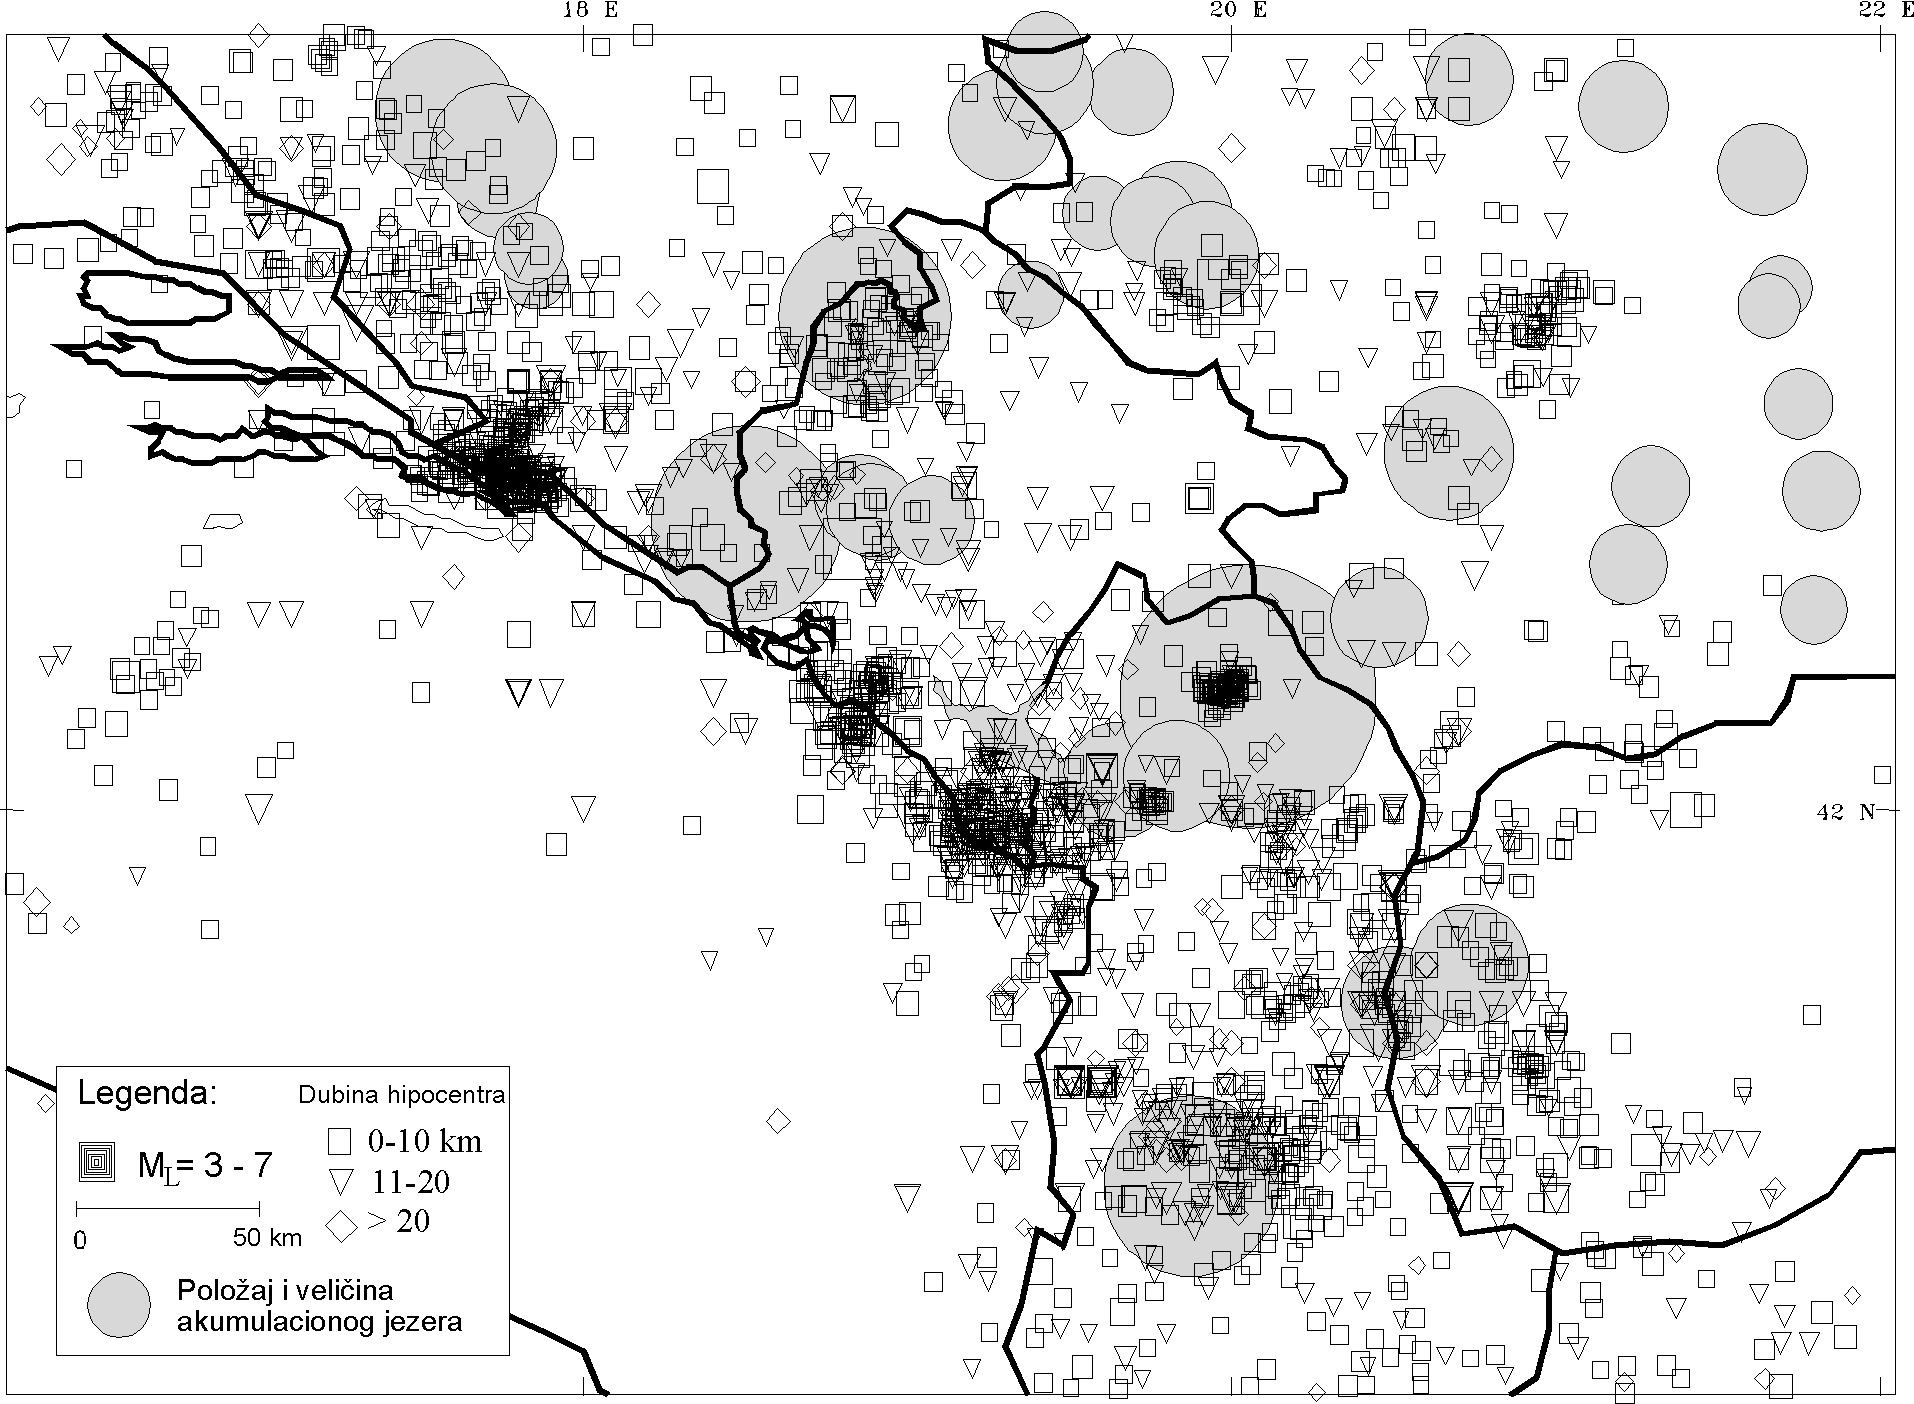 18 E
20 E
22 E
42 N
Legenda:
Dubina hipocentra
M_L= 3 - 7
0-10 km
11-20
> 20
0
50 km
Položaj i veličina
akumulacionog jezera